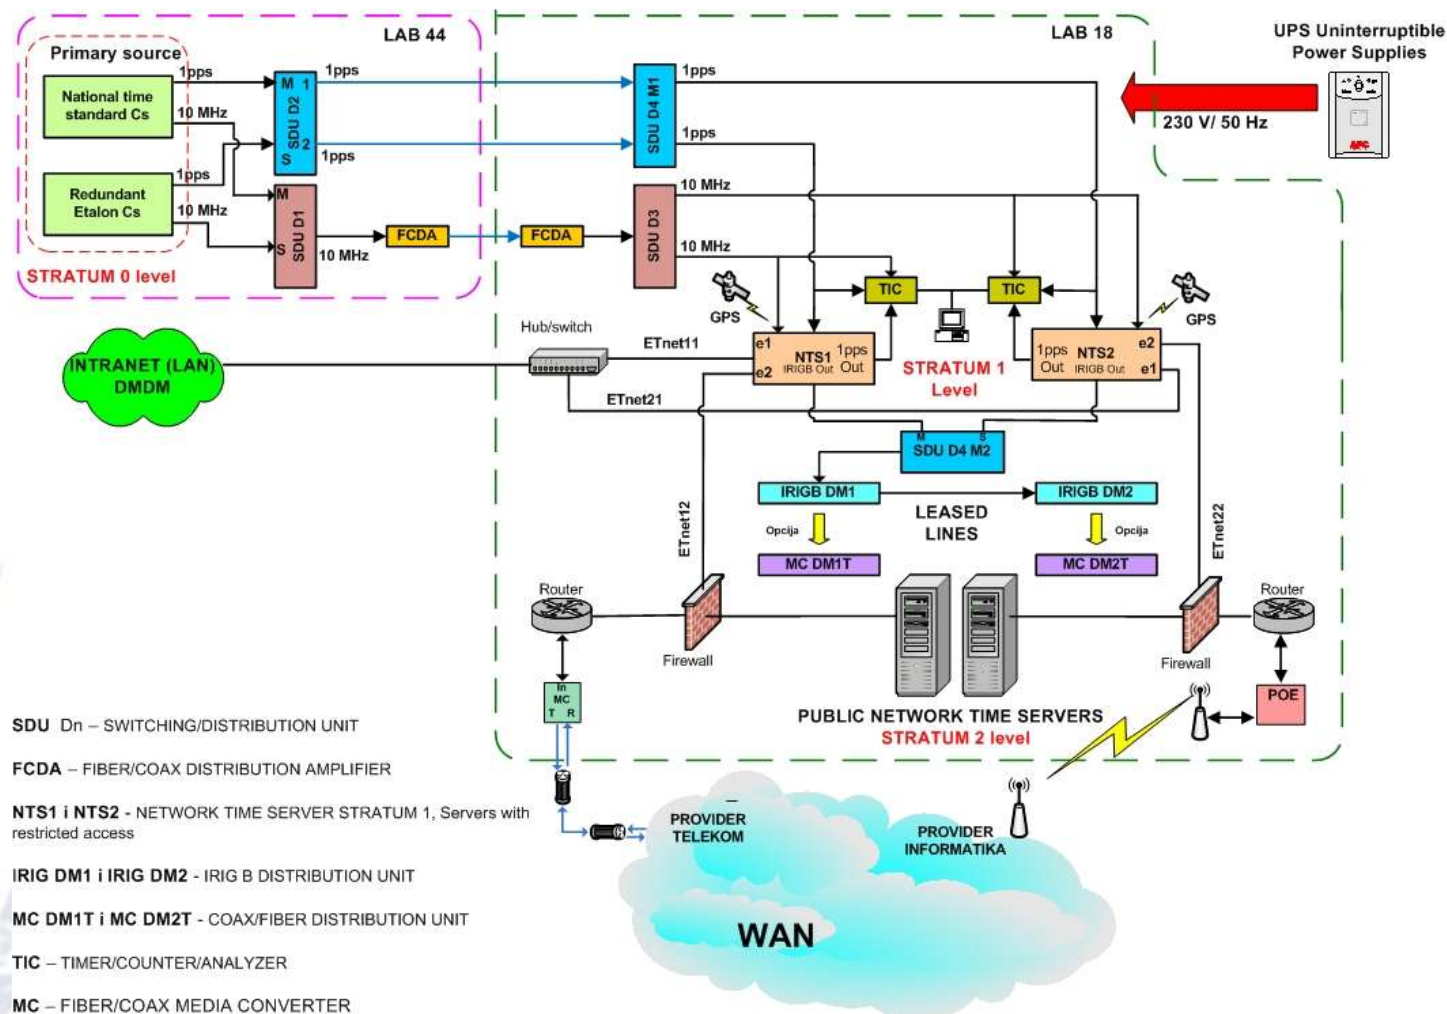 LAB 44
LAB 18
UPS Uninterruptible
Power Supplies
Primary source
1pps
National time
standard Cs
10 MHz
M 1
SDU D2
S 2
1pps
1pps
1pps
SDU D4 M1
1pps
230 V/ 50 Hz
APC
Redundant
Etalon Cs
1pps
10 MHz
M
SDU D1
S
10 MHz
FCDA
FCDA
SDU D3
10 MHz
10 MHz
STRATUM 0 level
TIC
TIC
GPS
GPS
Hub/switch
INTRANET (LAN)
DMDM
ETnet11
e1
e2
NTS1
IRIGB Out
1pps
Out
STRATUM 1
Level
1pps
Out
NTS2
IRIGB Out
e2
e1
ETnet21
M S
SDU D4 M2
IRIGB DM1
IRIGB DM2
LEASED
LINES
Opcija
Opcija
MC DM1T
MC DM2T
ETnet12
ETnet22
Router
Router
Firewall
Firewall
In
MC
T R
POE
PUBLIC NETWORK TIME SERVERS
STRATUM 2 level
PROVIDER
TELEKOM
PROVIDER
INFORMATIKA
WAN
SDU Dn – SWITCHING/DISTRIBUTION UNIT
FCDA – FIBER/COAX DISTRIBUTION AMPLIFIER
NTS1 i NTS2 - NETWORK TIME SERVER STRATUM 1, Servers with
restricted access
IRIG DM1 i IRIG DM2 - IRIG B DISTRIBUTION UNIT
MC DM1T i MC DM2T - COAX/FIBER DISTRIBUTION UNIT
TIC – TIMER/COUNTER/ANALYZER
MC – FIBER/COAX MEDIA CONVERTER